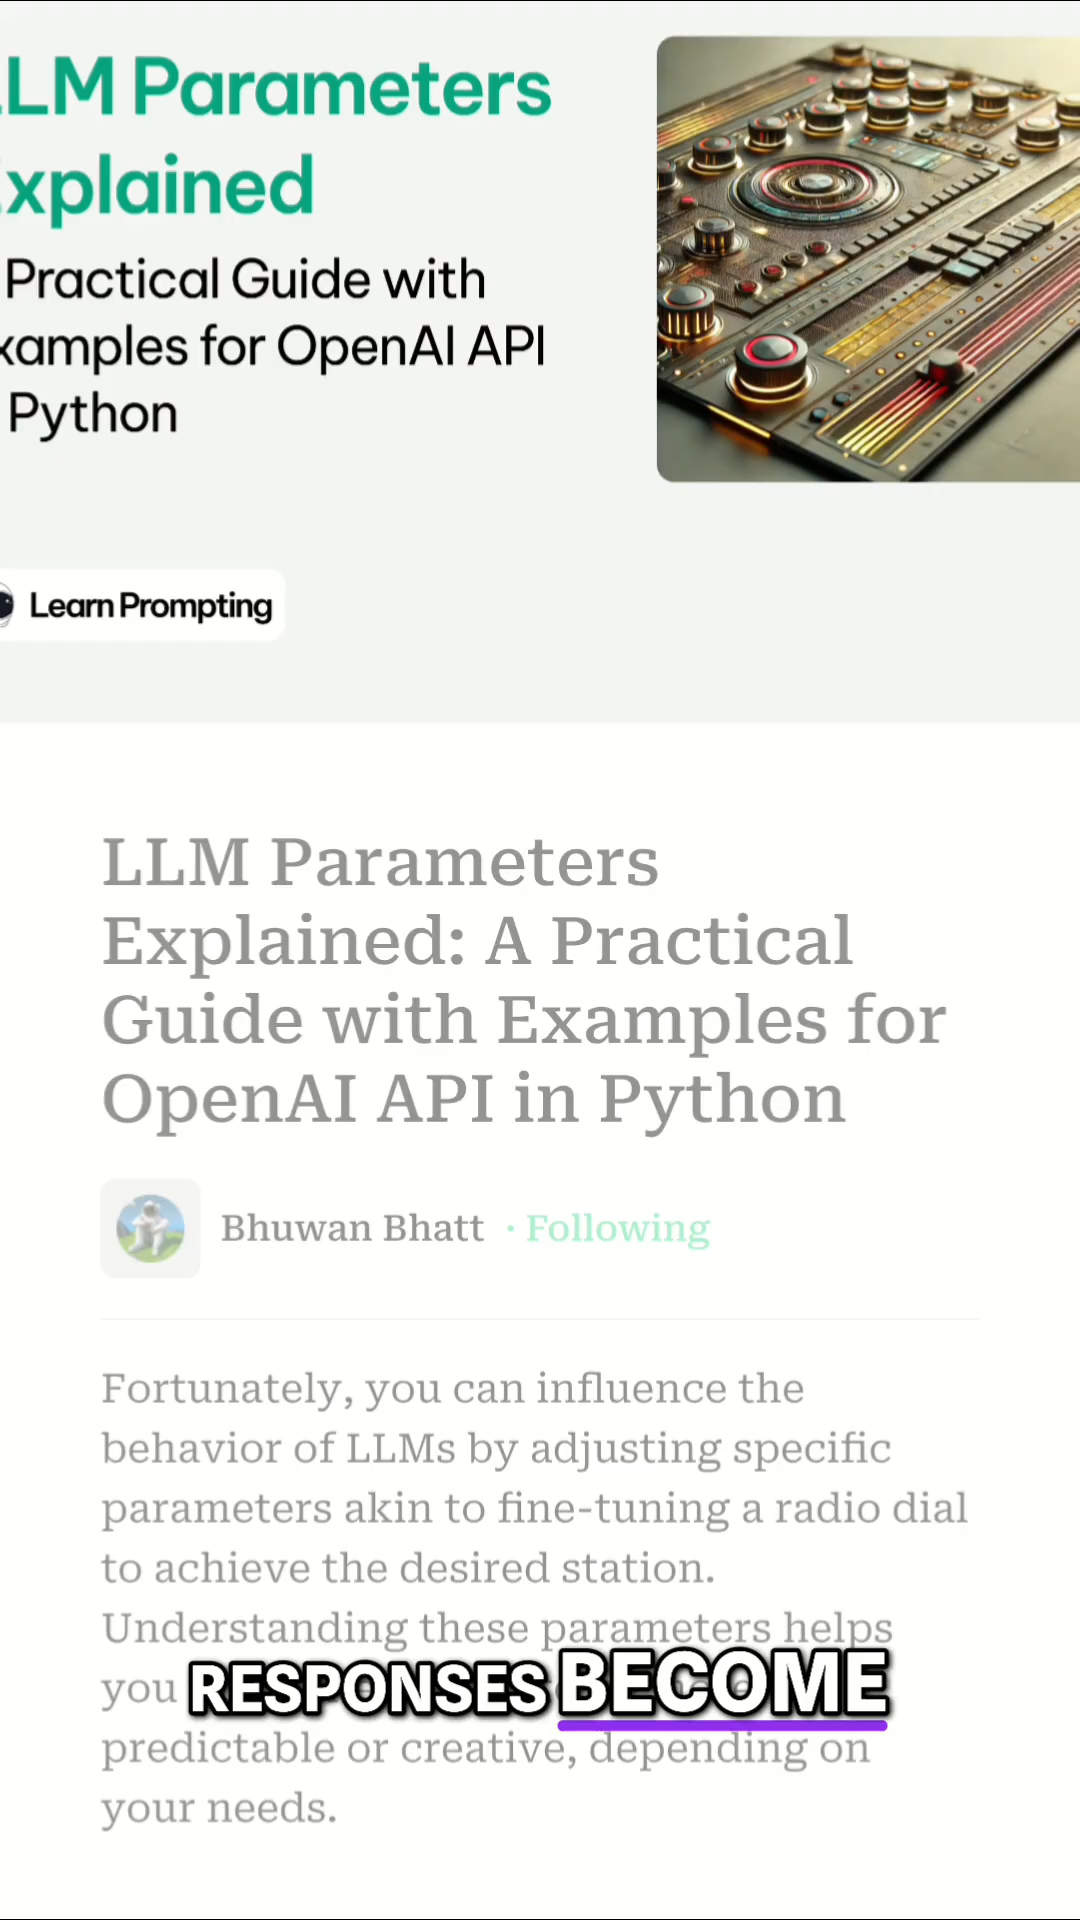 LLM Parameters
xplained
Practical Guide with
xamples for OpenAI API
Python
Learn Prompting
LLM Parameters
Explained: A Practical
Guide with Examples for
OpenAI API in Python
Bhuwan Bhatt · Following
Fortunately, you can influence the
behavior of LLMs by adjusting specific
parameters akin to fine-tuning a radio dial
to achieve the desired station.
Understanding these parameters helps
you
RESPONSES BECOME
predictable or creative, depending on
your needs.